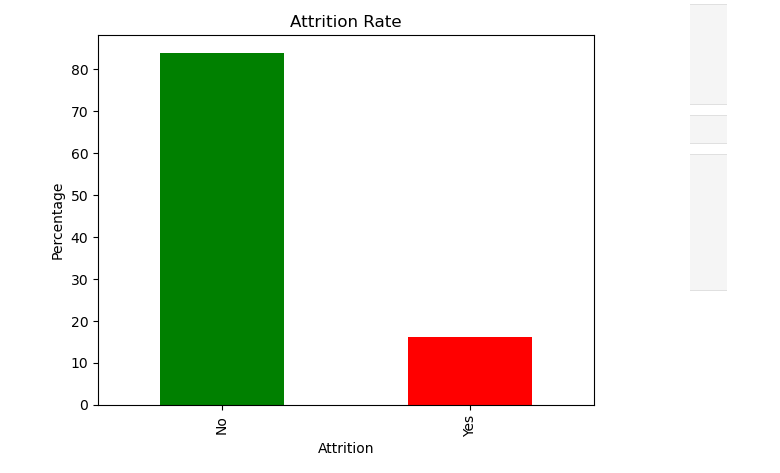 Attrition Rate
Percentage
80
70
60
50
40
30
20
10
0
No
Yes
Attrition